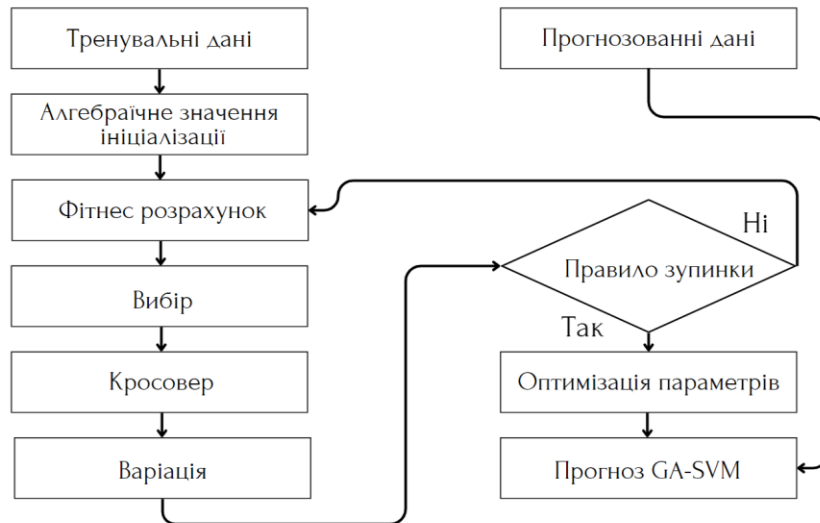 Тренувальні дані
Алгебраїчне значення
ініціалізації
Фітнес розрахунок
Вибір
Кросовер
Варіація
Прогнозованні дані
Ні
Правило зупинки
Так
Оптимізація параметрів
Прогноз GA-SVM